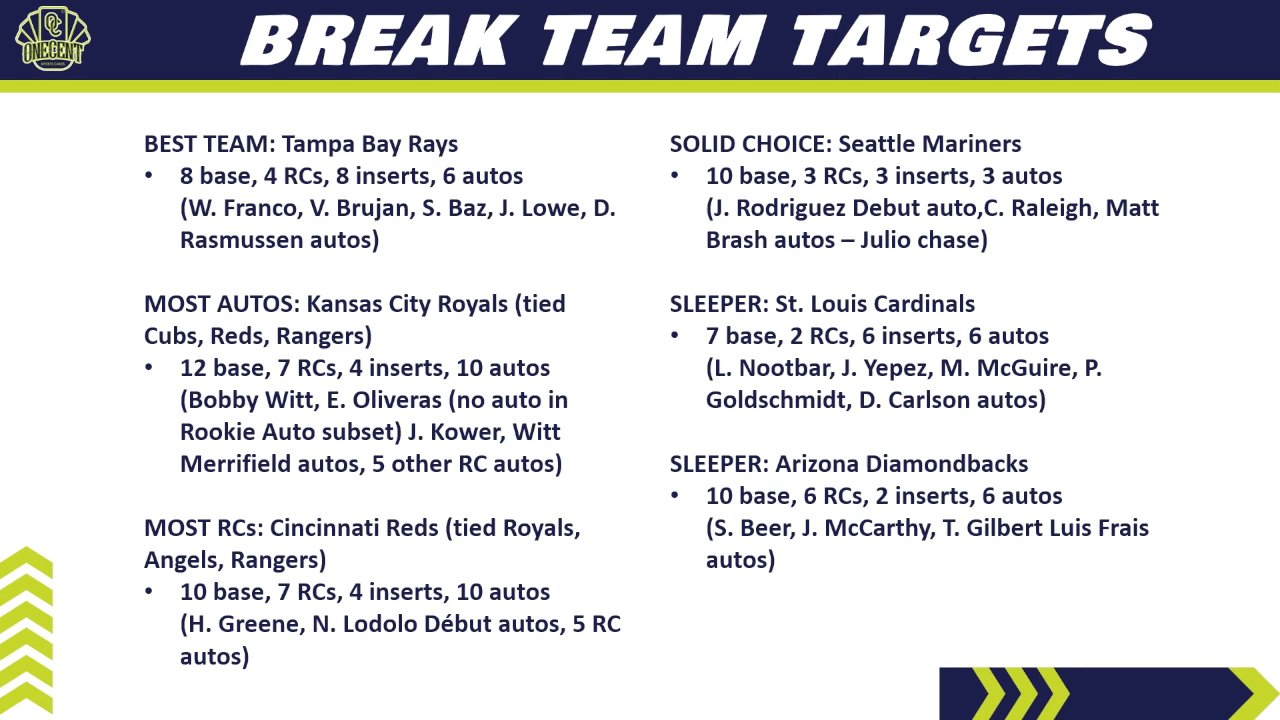 OC
ONEGENT
SPORTS CARDS
BREAK TEAM TARGETS
BEST TEAM: Tampa Bay Rays
• 8 base, 4 RCs, 8 inserts, 6 autos
(W. Franco, V. Brujan, S. Baz, J. Lowe, D.
Rasmussen autos)
MOST AUTOS: Kansas City Royals (tied
Cubs, Reds, Rangers)
• 12 base, 7 RCs, 4 inserts, 10 autos
(Bobby Witt, E. Oliveras (no auto in
Rookie Auto subset) J. Kower, Witt
Merrifield autos, 5 other RC autos)
MOST RCs: Cincinnati Reds (tied Royals,
Angels, Rangers)
• 10 base, 7 RCs, 4 inserts, 10 autos
(H. Greene, N. Lodolo Début autos, 5 RC
autos)
SOLID CHOICE: Seattle Mariners
• 10 base, 3 RCs, 3 inserts, 3 autos
(J. Rodriguez Debut auto,C. Raleigh, Matt
Brash autos – Julio chase)
SLEEPER: St. Louis Cardinals
• 7 base, 2 RCs, 6 inserts, 6 autos
(L. Nootbar, J. Yepez, M. McGuire, P.
Goldschmidt, D. Carlson autos)
SLEEPER: Arizona Diamondbacks
• 10 base, 6 RCs, 2 inserts, 6 autos
(S. Beer, J. McCarthy, T. Gilbert Luis Frais
autos)